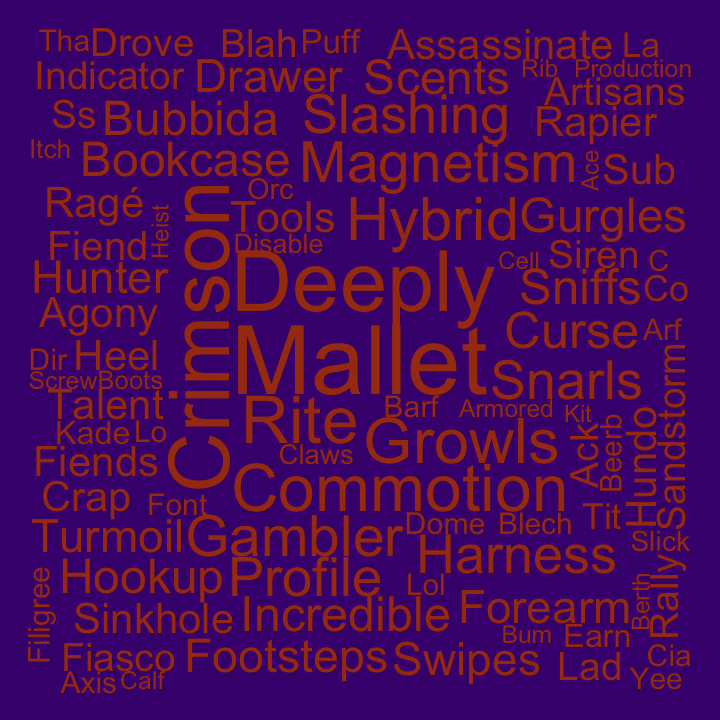 Tha Drove Blah Puff Assassinate La
Indicator Drawer Scents Rib Production
Ss Bubbida Slashing Artisans
Rapier
Itch Bookcase Magnetism Ace Sub
Ragé Orc
Heist Crimson Tools Hybrid Gurgles
Fiend Disable Cell Siren C
Hunter Deeply Sniffs Co
Agony Mallet Curse Arf
Dir Heel Snarls Sandstorm
Screw Boots
Talent Rite Barf Armored Kit
Kade Lo Growls Ack Beerb Hundo
Fiends Claws
Crap Font Commotion Tit
Turmoil Gambler Dome Blech Slick
Harness
Hookup Profile Lol Rally
Filigree Sinkhole Incredible Forearm Berth
Bum Earn
Fiasco Footsteps Swipes Lad Cia
Axis Calf Yee